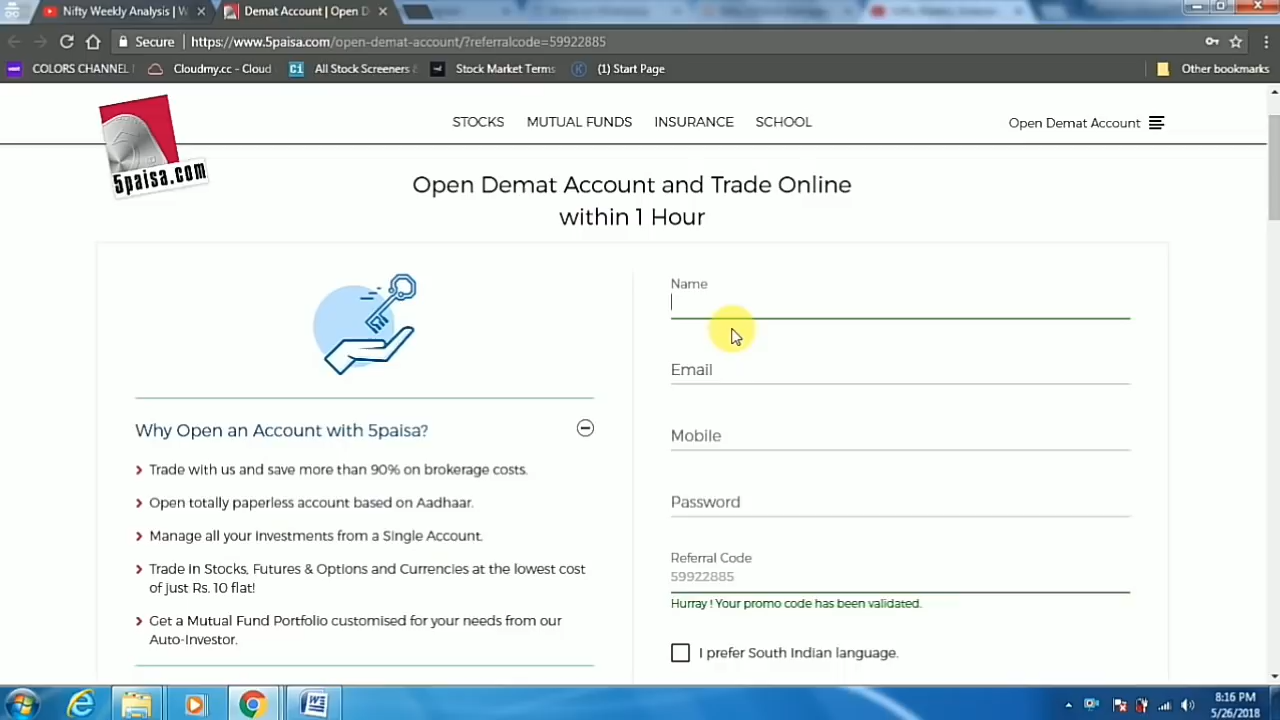 Nifty Weekly Analysis | W
Demat Account | Open D
Secure
https://www.5paisa.com/open-demat-account/?referralcode=59922885
COLORS CHANNEL
Cloudmy.cc - Cloud
Ci
All Stock Screeners
Stock Market Terms
K
(1) Start Page
Other bookmarks
5paisa.com
STOCKS
MUTUAL FUNDS
INSURANCE
SCHOOL
Open Demat Account
Open Demat Account and Trade Online
within 1 Hour
Why Open an Account with 5paisa?
Trade with us and save more than 90% on brokerage costs.
Open totally paperless account based on Aadhaar.
Manage all your Investments from a Single Account.
Trade In Stocks, Futures & Options and Currencies at the lowest cost
of just Rs. 10 flat!
Get a Mutual Fund Portfolio customised for your needs from our
Auto-Investor.
Name
Email
Mobile
Password
Referral Code
59922885
Hurray ! Your promo code has been validated.
I prefer South Indian language.
8:16 PM
5/26/2018